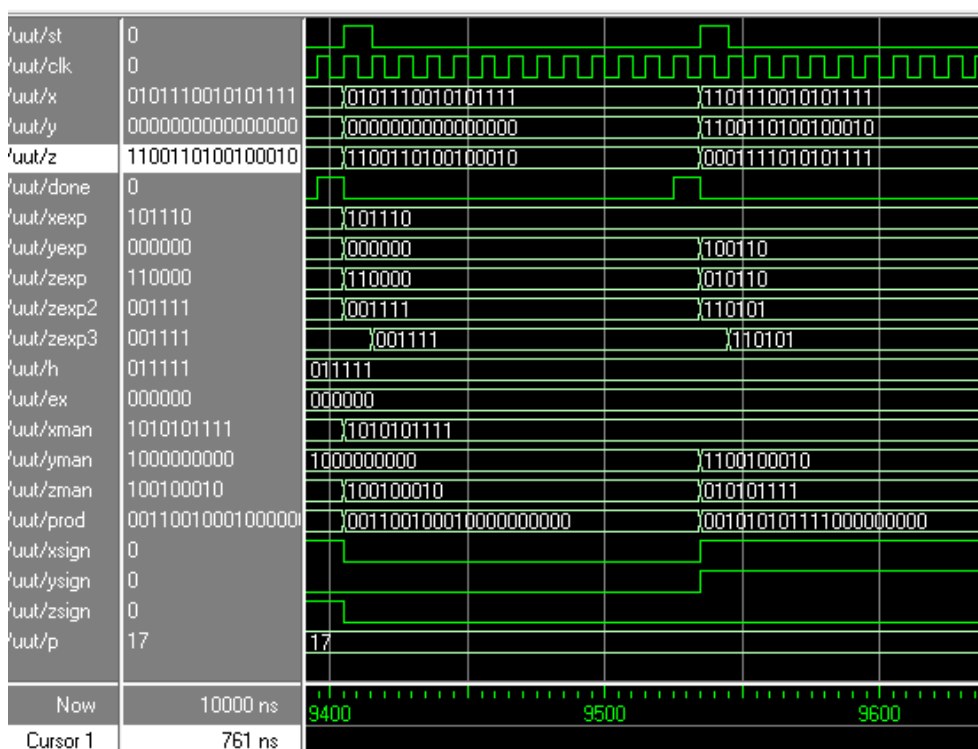 'uut/st 0
'uut/clk 0
'uut/x 0101110010101111 0101110010101111 1101110010101111
'uut/y 0000000000000000 0000000000000000 1100110100100010
'uut/z 1100110100100010 1100110100100010 0001111010101111
'uut/done 0
'uut/xexp 101110 101110
'uut/yexp 000000 000000 100110
'uut/zexp 110000 110000 010110
'uut/zexp2 001111 001111 110101
'uut/zexp3 001111 001111 110101
'uut/h 011111 011111
'uut/ex 000000 000000
'uut/xman 1010101111 1010101111
'uut/yman 1000000000 1000000000 1100100010
'uut/zman 100100010 100100010 010101111
'uut/prod 0011001000100000 00110010001000000000 00101010111100000000
'uut/xsign 0
'uut/ysign 0
'uut/zsign 0
'uut/p 17 17
Now 10000 ns 9400 9500 9600
Cursor 1 761 ns